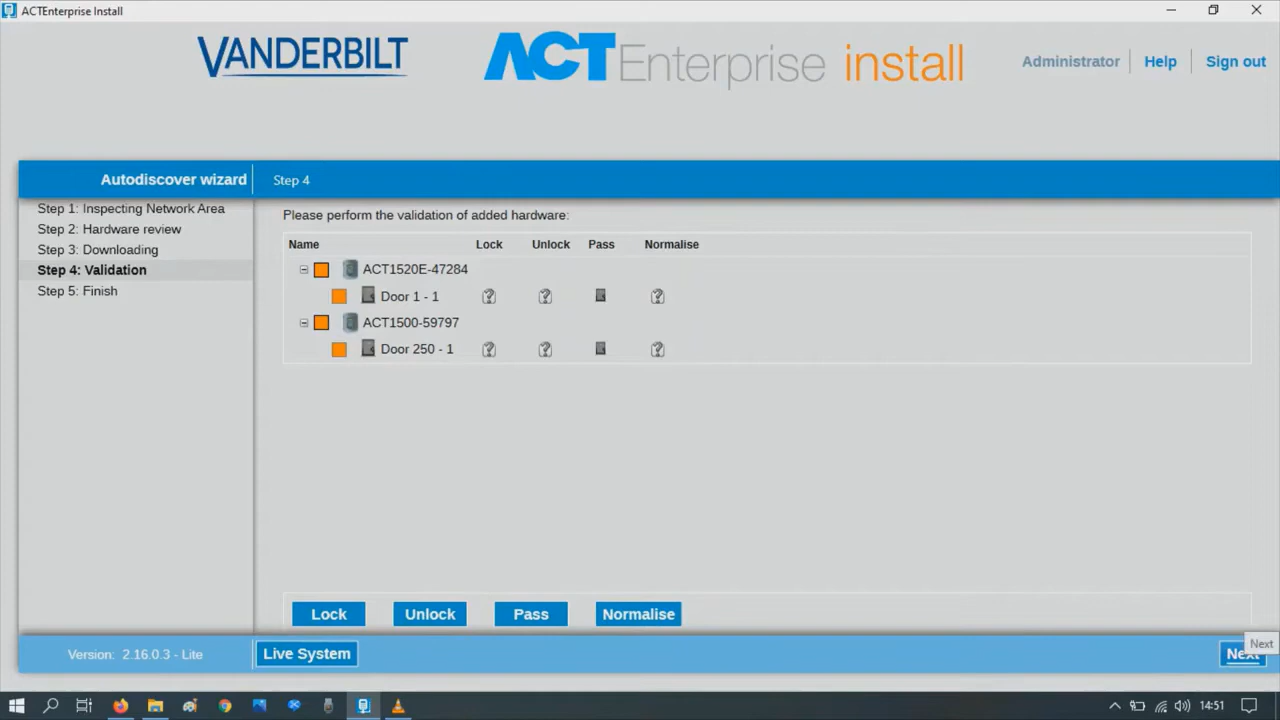 ACTEnterprise Install
VANDERBILT
ACTEnterprise install
Administrator
Help
Sign out
Autodiscover wizard
Step 4
Step 1: Inspecting Network Area
Step 2: Hardware review
Step 3: Downloading
Step 4: Validation
Step 5: Finish
Please perform the validation of added hardware:
Name Lock Unlock Pass Normalise
ACT1520E-47284
Door 1 - 1
ACT1500-59797
Door 250 - 1
Lock Unlock Pass Normalise
Version: 2.16.0.3 - Lite
Live System
Next
Next
14:51